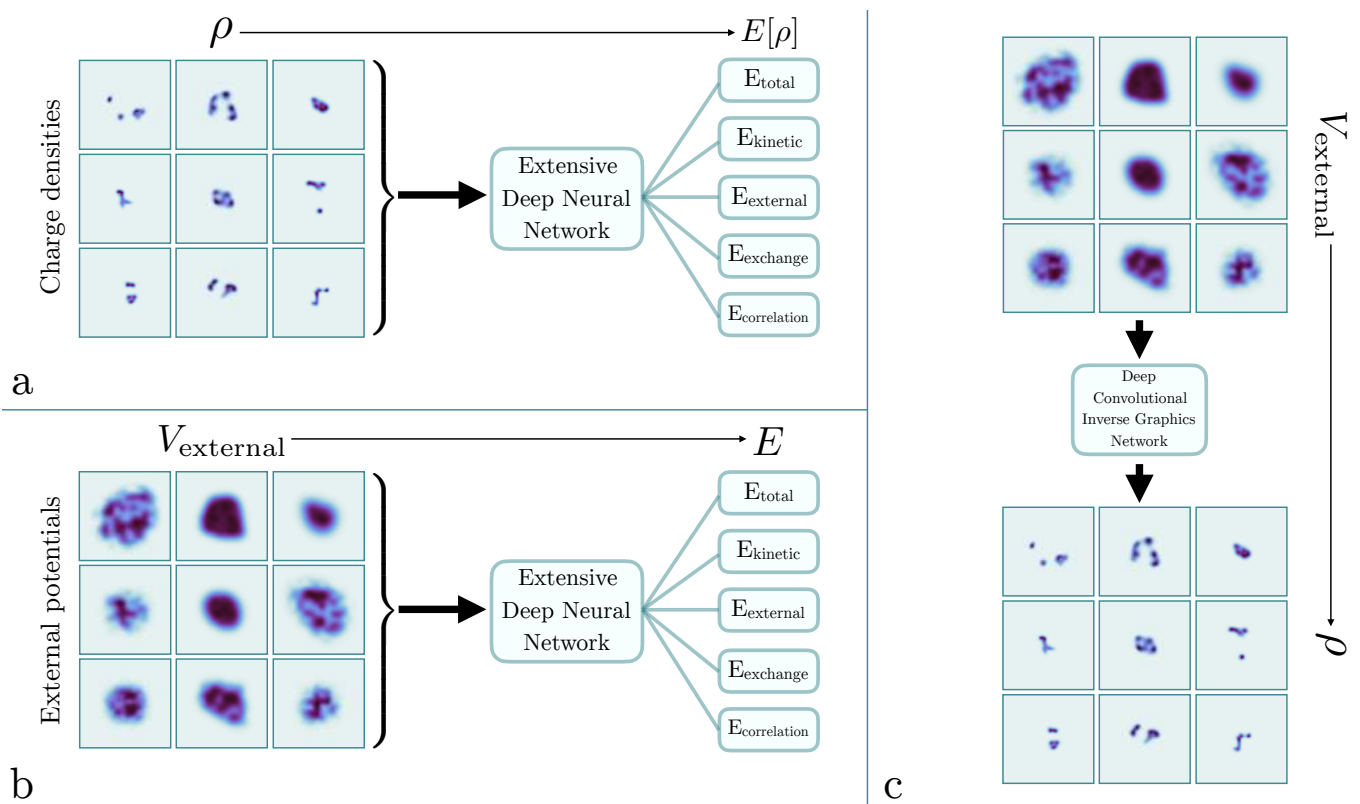 ρ
E[ρ]
Charge densities
Extensive
Deep Neural
Network
E_total
E_kinetic
E_external
E_exchange
E_correlation
a
V_external
E
External potentials
Extensive
Deep Neural
Network
E_total
E_kinetic
E_external
E_exchange
E_correlation
b
V_external
Deep
Convolutional
Inverse Graphics
Network
ρ
c